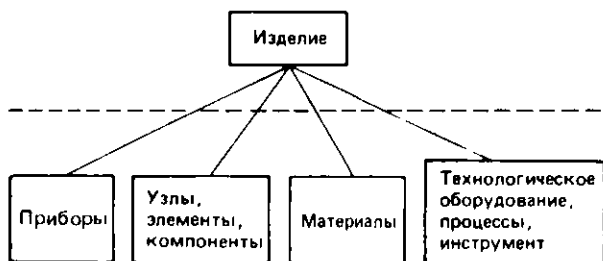 Изделие
Приборы
Узлы,
элементы,
компоненты
Материалы
Технологическое
оборудование,
процессы,
инструмент